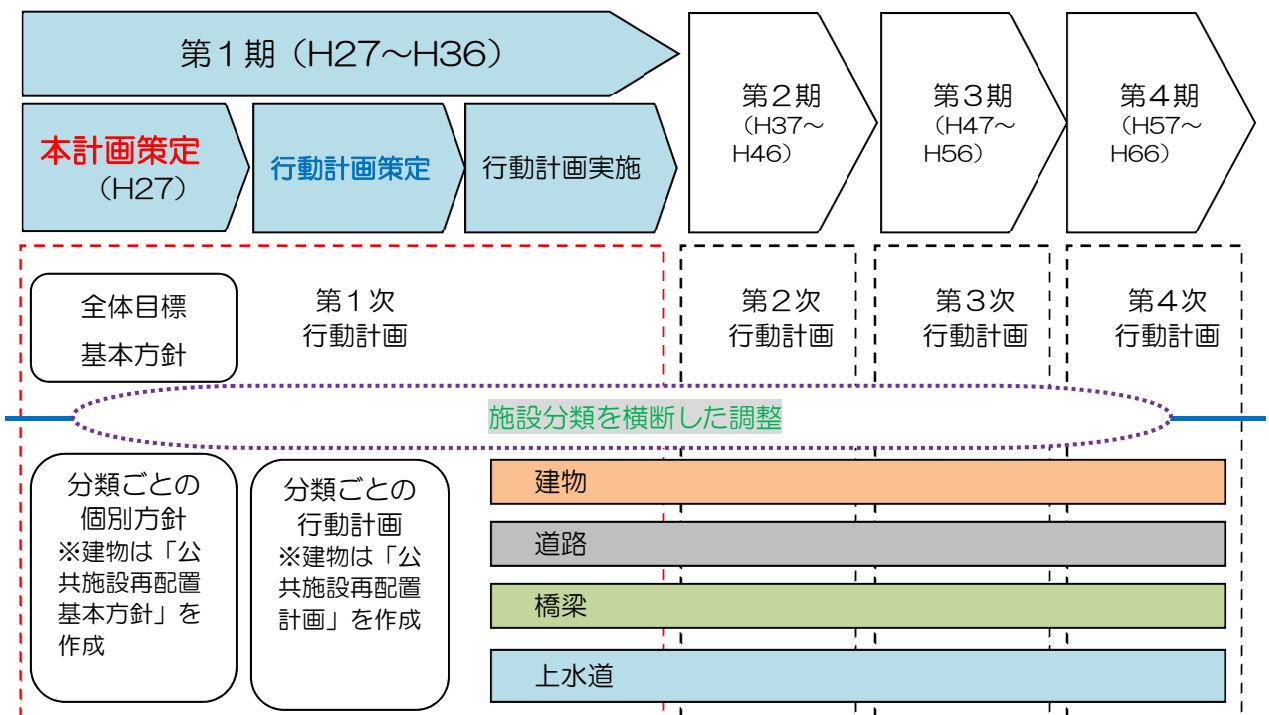 第１期（H27～H36）
第２期
（H37～
H46）
第３期
（H47～
H56）
第４期
（H57～
H66）
本計画策定
（H27）
行動計画策定
行動計画実施
全体目標
基本方針
第１次
行動計画
第２次
行動計画
第３次
行動計画
第４次
行動計画
施設分類を横断した調整
分類ごとの
個別方針
※建物は「公
共施設再配置
基本方針」を
作成
分類ごとの
行動計画
※建物は「公
共施設再配置
計画」を作成
建物
道路
橋梁
上水道